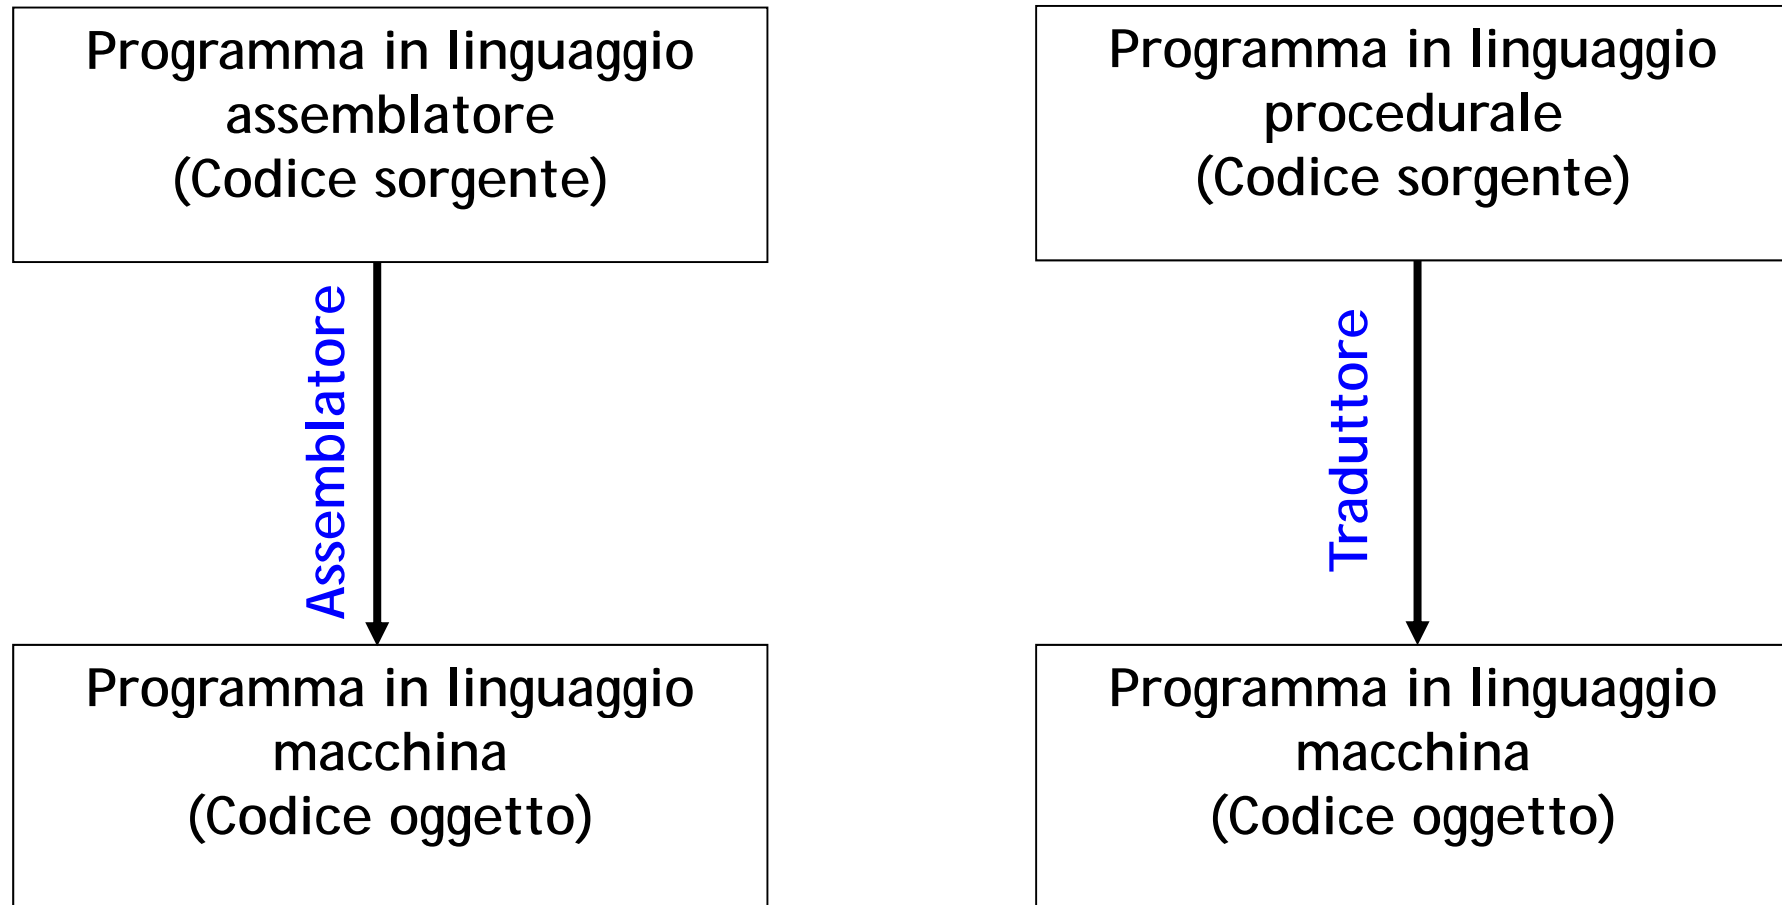 Programma in linguaggio
assemblatore
(Codice sorgente)
Assemblatore
Programma in linguaggio
macchina
(Codice oggetto)
Programma in linguaggio
procedurale
(Codice sorgente)
Traduttore
Programma in linguaggio
macchina
(Codice oggetto)